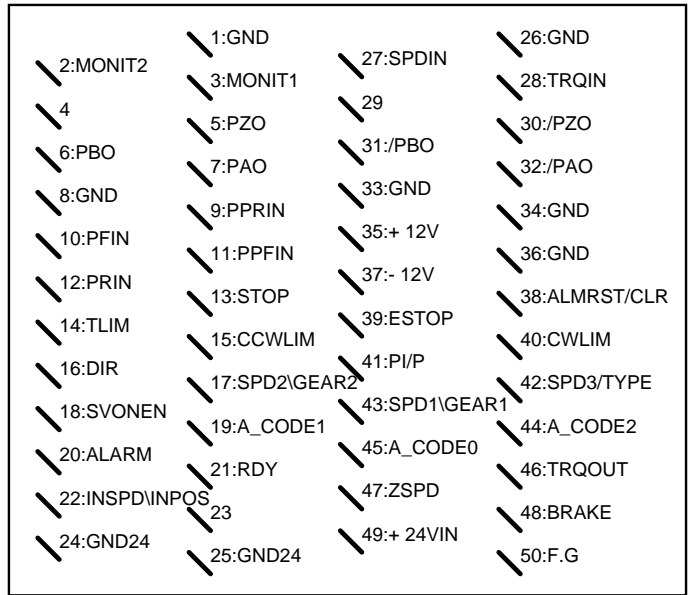 1:GND
26:GND
2:MONIT2
27:SPDIN
3:MONIT1
28:TRQIN
4
29
5:PZO
30:/PZO
6:PBO
31:/PBO
7:PAO
32:/PAO
8:GND
33:GND
9:PPRIN
34:GND
10:PFIN
35:+ 12V
11:PPFIN
36:GND
12:PRIN
37:- 12V
13:STOP
38:ALMRST/CLR
14:TLIM
39:ESTOP
15:CCWLIM
40:CWLIM
16:DIR
41:PI/P
17:SPD2\GEAR2
42:SPD3/TYPE
18:SVONEN
43:SPD1\GEAR1
19:A_CODE1
44:A_CODE2
20:ALARM
45:A_CODE0
21:RDY
46:TRQOUT
22:INSPD\INPOS
47:ZSPD
23
48:BRAKE
24:GND24
49:+ 24VIN
25:GND24
50:F.G